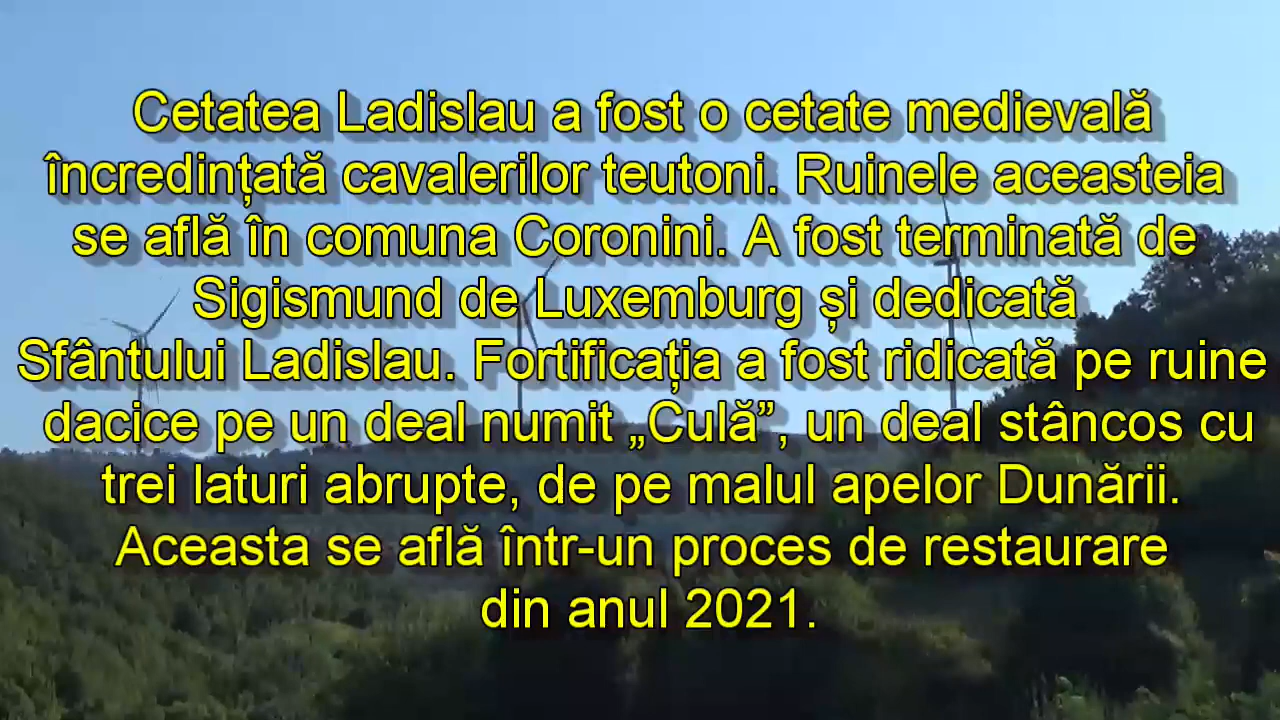 Cetatea Ladislau a fost o cetate medievală
încredințată cavalerilor teutoni. Ruinele aceasteia
se află în comuna Coronini. A fost terminată de
Sigismund de Luxemburg și dedicată
Sfântului Ladislau. Fortificația a fost ridicată pe ruine
dacice pe un deal numit „Culă”, un deal stâncos cu
trei laturi abrupte, de pe malul apelor Dunării.
Aceasta se află într-un proces de restaurare
din anul 2021.